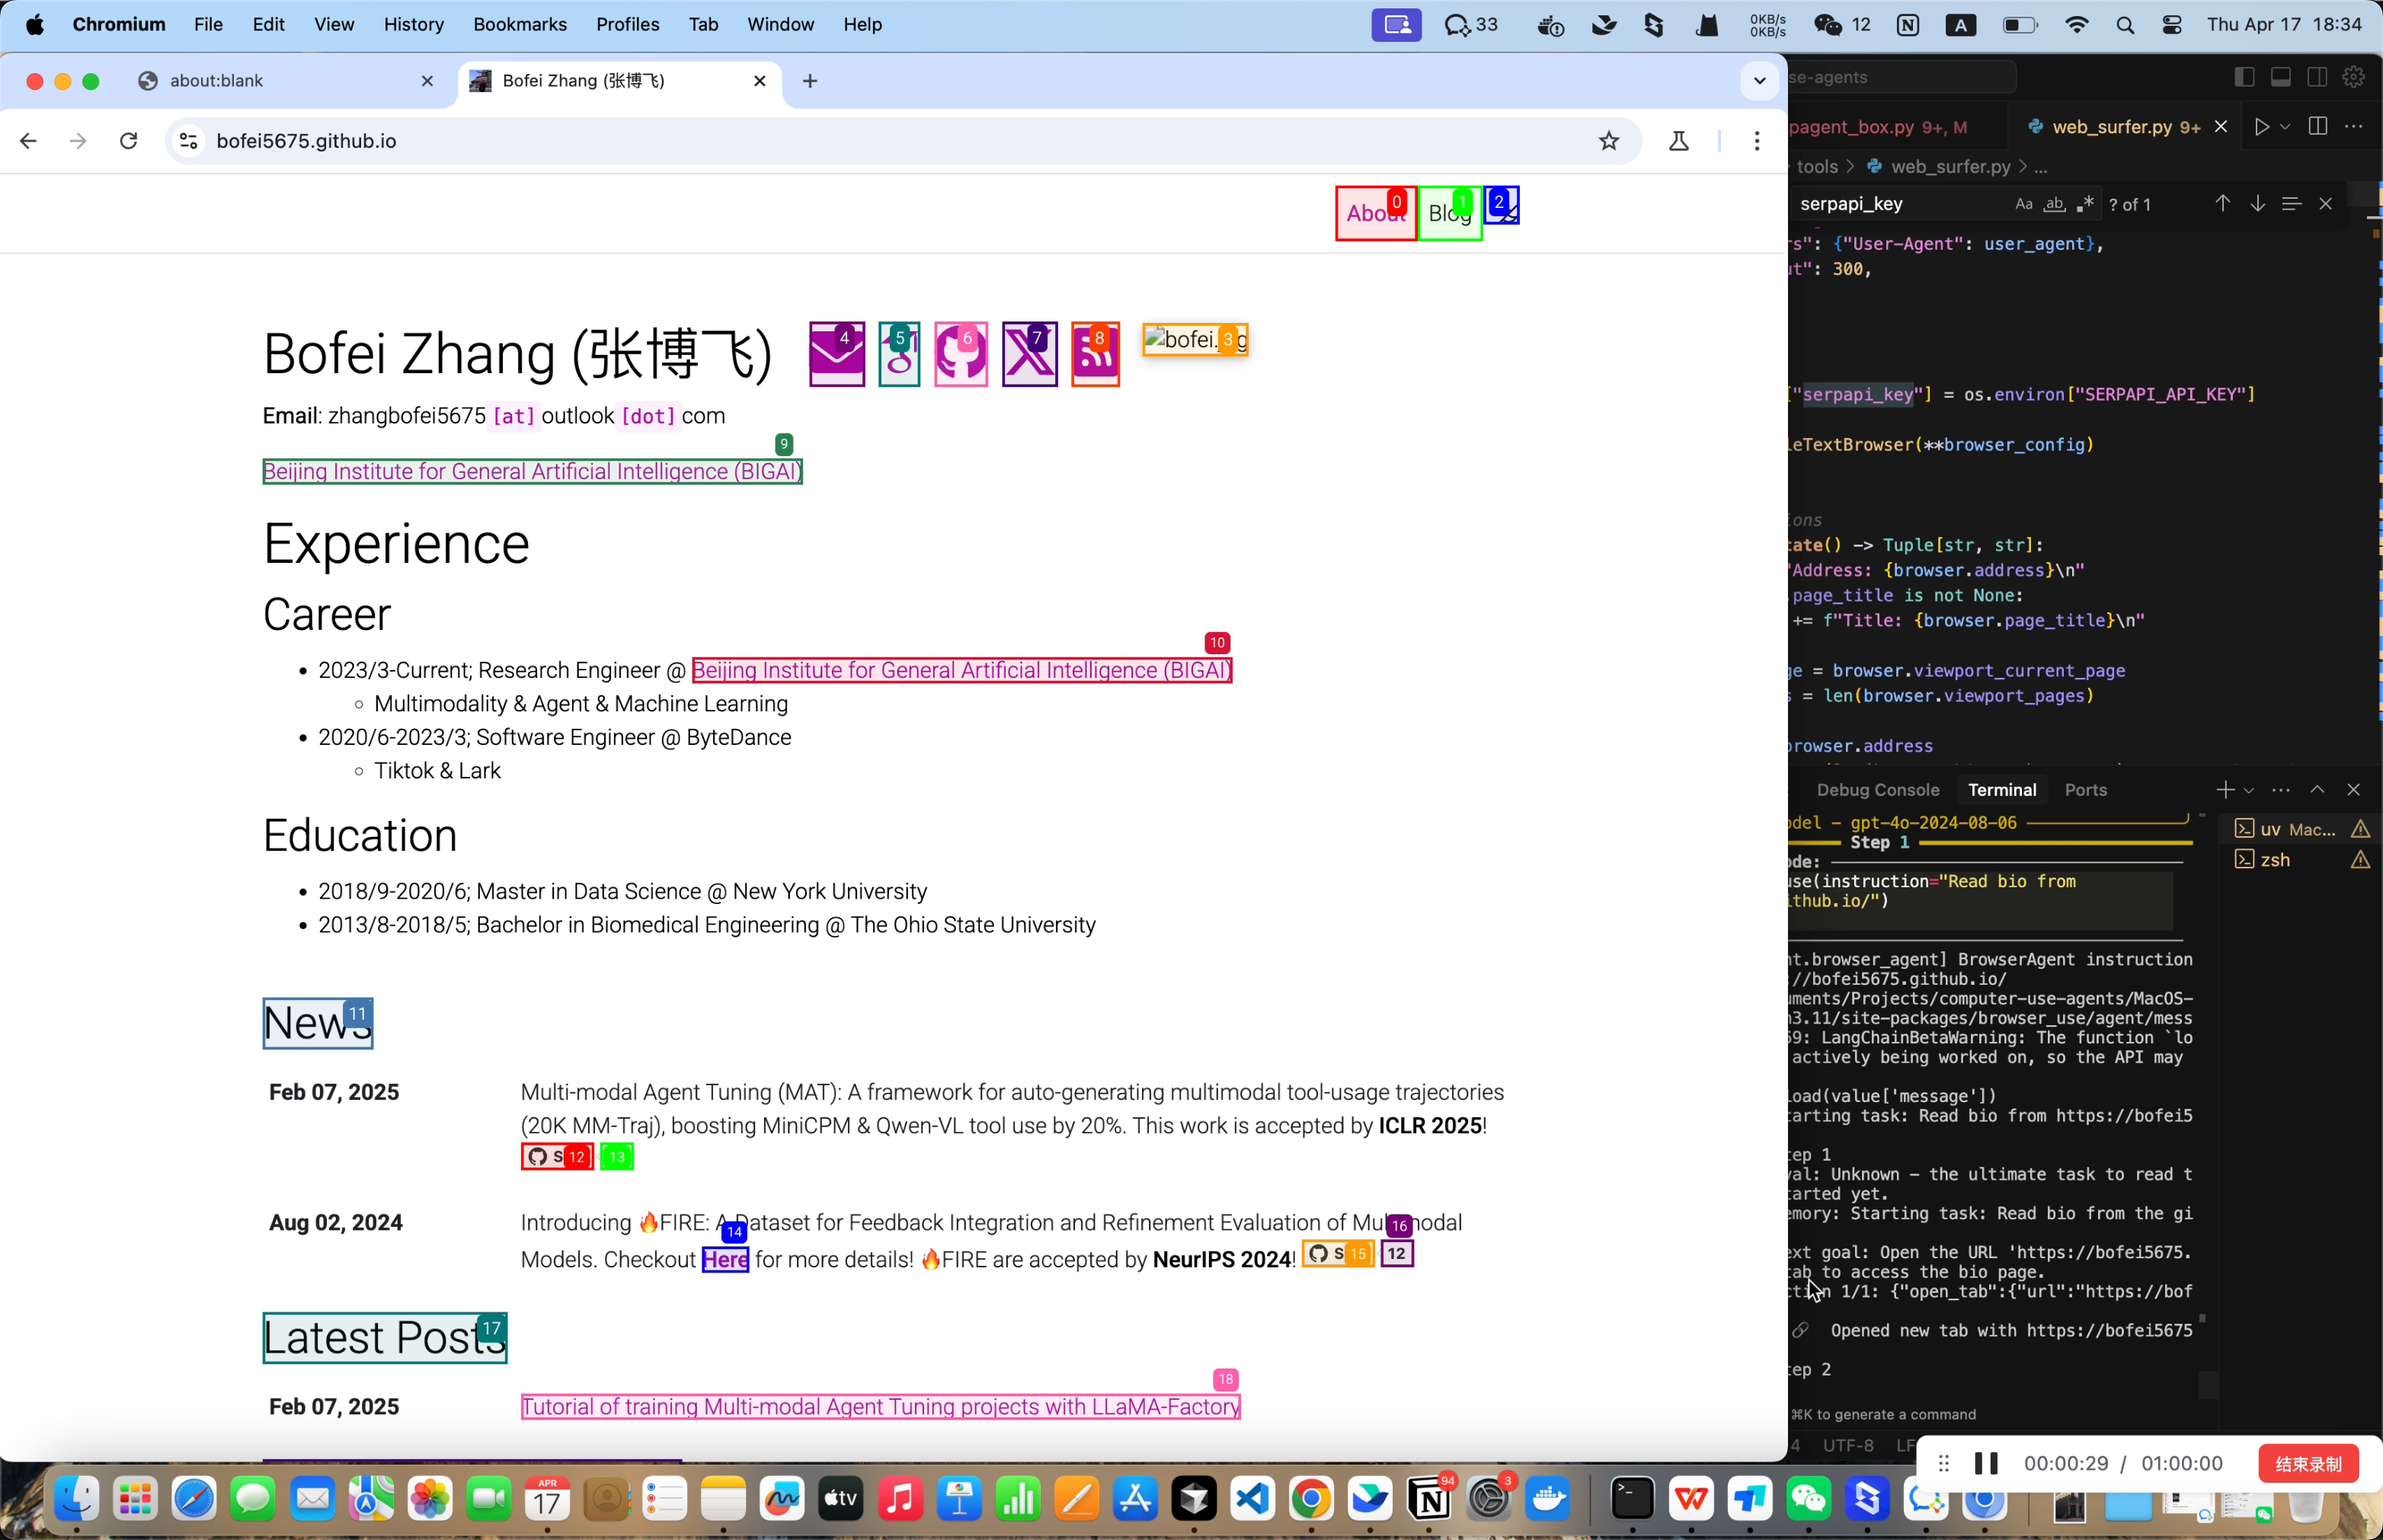 Chromium File Edit View History Bookmarks Profiles Tab Window Help
33 0KB/s 0KB/s 12 A Thu Apr 17 18:34
about:blank
Bofei Zhang (张博飞)
bofei5675.github.io
About 0 Blog 1 2
Bofei Zhang (张博飞) 4 5 6 7 8 3
Email: zhangbofei5675 [at] outlook [dot] com
9
Beijing Institute for General Artificial Intelligence (BIGAI)
Experience
Career
10
2023/3-Current; Research Engineer @ Beijing Institute for General Artificial Intelligence (BIGAI)
Multimodality & Agent & Machine Learning
2020/6-2023/3; Software Engineer @ ByteDance
Tiktok & Lark
Education
2018/9-2020/6; Master in Data Science @ New York University
2013/8-2018/5; Bachelor in Biomedical Engineering @ The Ohio State University
News 11
Feb 07, 2025 Multi-modal Agent Tuning (MAT): A framework for auto-generating multimodal tool-usage trajectories
(20K MM-Traj), boosting MiniCPM & Qwen-VL tool use by 20%. This work is accepted by ICLR 2025!
S 12 13
Aug 02, 2024 Introducing 🔥FIRE: A Dataset for Feedback Integration and Refinement Evaluation of Multimodal
14 16
Models. Checkout Here for more details! 🔥FIRE are accepted by NeurIPS 2024! S 15 12
Latest Posts 17
18
Feb 07, 2025 Tutorial of training Multi-modal Agent Tuning projects with LLaMA-Factory
se-agents
pagent_box.py 9+, M web_surfer.py 9+
tools > web_surfer.py > ...
serpapi_key Aa ab ? of 1
s": {"User-Agent": user_agent},
ut": 300,
["serpapi_key"] = os.environ["SERPAPI_API_KEY"]
leTextBrowser(**browser_config)
ions
tate() -> Tuple[str, str]:
"Address: {browser.address}\n"
.page_title is not None:
+= f"Title: {browser.page_title}\n"
ge = browser.viewport_current_page
s = len(browser.viewport_pages)
browser.address
Debug Console Terminal Ports
odel - gpt-4o-2024-08-06
Step 1
ode:
use(instruction="Read bio from
ithub.io/")
nt.browser_agent] BrowserAgent instruction
://bofei5675.github.io/
uments/Projects/computer-use-agents/MacOS-
n3.11/site-packages/browser_use/agent/mess
59: LangChainBetaWarning: The function `lo
actively being worked on, so the API may
load(value['message'])
tarting task: Read bio from https://bofei5
tep 1
val: Unknown - the ultimate task to read t
tarted yet.
emory: Starting task: Read bio from the gi
ext goal: Open the URL 'https://bofei5675.
tab to access the bio page.
ction 1/1: {"open_tab":{"url":"https://bof
Opened new tab with https://bofei5675
tep 2
⌘K to generate a command
uv Mac...
zsh
4 UTF-8 LF
00:00:29 / 01:00:00 结束录制
APR
17
tv
94
3